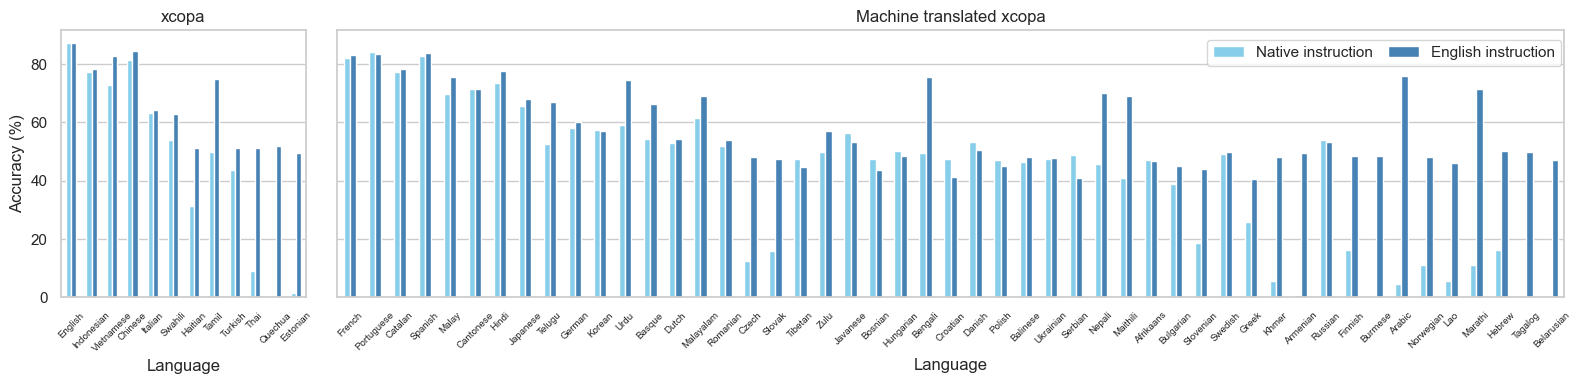 xcopa
Machine translated xcopa
Native instruction
English instruction
Accuracy (%)
80
60
40
20
0
English
Indonesian
Vietnamese
Chinese
Italian
Swahili
Haitian
Tamil
Turkish
Thai
Quechua
Estonian
Language
French
Portuguese
Catalan
Spanish
Malay
Cantonese
Hindi
Japanese
Telugu
German
Korean
Urdu
Basque
Dutch
Malayalam
Romanian
Czech
Slovak
Tibetan
Zulu
Javanese
Bosnian
Hungarian
Bengali
Croatian
Danish
Polish
Balinese
Ukrainian
Serbian
Nepali
Maithili
Afrikaans
Bulgarian
Slovenian
Swedish
Greek
Khmer
Armenian
Russian
Finnish
Burmese
Arabic
Norwegian
Lao
Marathi
Hebrew
Tagalog
Belarusian
Language